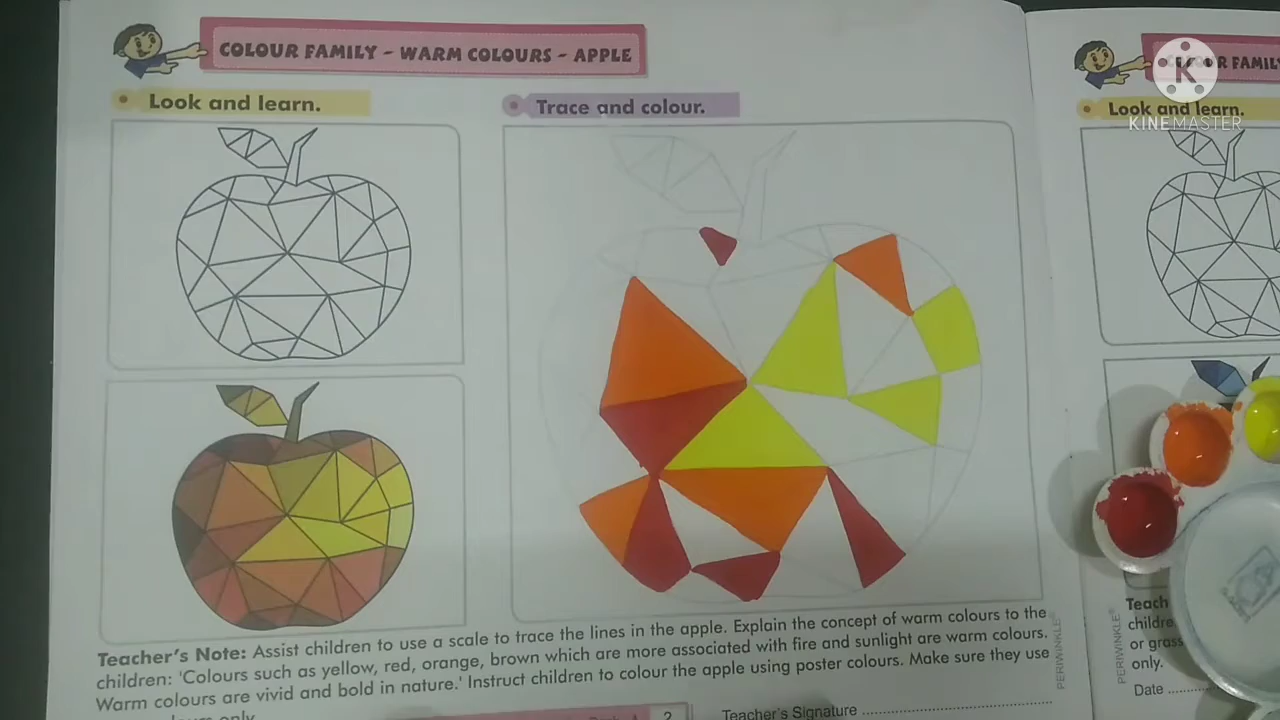 COLOUR FAMILY - WARM COLOURS - APPLE
Look and learn.
Trace and colour.
Teacher's Note: Assist children to use a scale to trace the lines in the apple. Explain the concept of warm colours to the
children: 'Colours such as yellow, red, orange, brown which are more associated with fire and sunlight are warm colours.
Warm colours are vivid and bold in nature.' Instruct children to colour the apple using poster colours. Make sure they use
only.
Teacher's Signature
2
PERIWINKLE®
FAMILY
K
KINEMASTER
Look and learn.
Teach
childre
or grass
only.
Date
PERIWINKLE®